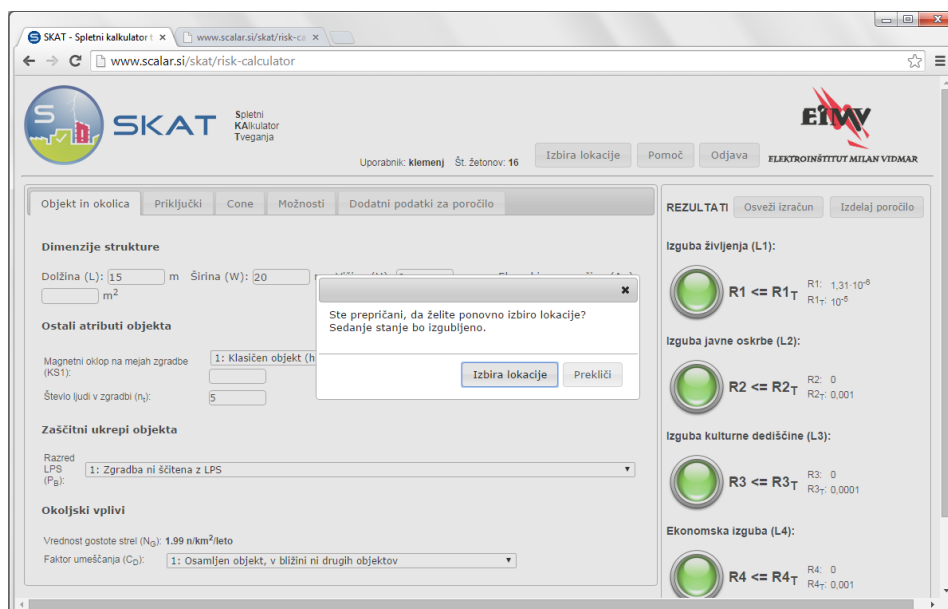 SKAT - Spletni kalkulator t
www.scalar.si/skat/risk-ca
www.scalar.si/skat/risk-calculator
S
SKAT
Spletni
KAlkulator
Tveganja
Uporabnik: klemenj Št. žetonov: 16
Izbira lokacije
Pomoč
Odjava
EIMV
ELEKTROINŠTITUT MILAN VIDMAR
Objekt in okolica
Priključki
Cone
Možnosti
Dodatni podatki za poročilo
Dimenzije strukture
Dolžina (L): 15 m Širina (W): 20
m²
Ostali atributi objekta
Magnetni oklop na mejah zgradbe
(KS1):
1: Klasičen objekt (h
Število ljudi v zgradbi (nt):
5
Zaščitni ukrepi objekta
Razred
LPS
(PB):
1: Zgradba ni ščitena z LPS
Okoljski vplivi
Vrednost gostote strel (NG): 1.99 n/km²/leto
Faktor umeščanja (CD):
1: Osamljen objekt, v bližini ni drugih objektov
Ste prepričani, da želite ponovno izbiro lokacije?
Sedanje stanje bo izgubljeno.
Izbira lokacije
Prekliči
REZULTATI
Osveži izračun
Izdelaj poročilo
Izguba življenja (L1):
R1 <= R1T
R1: 1,31·10⁻⁶
R1T: 10⁻⁵
Izguba javne oskrbe (L2):
R2 <= R2T
R2: 0
R2T: 0,001
Izguba kulturne dediščine (L3):
R3 <= R3T
R3: 0
R3T: 0,0001
Ekonomska izguba (L4):
R4 <= R4T
R4: 0
R4T: 0,001